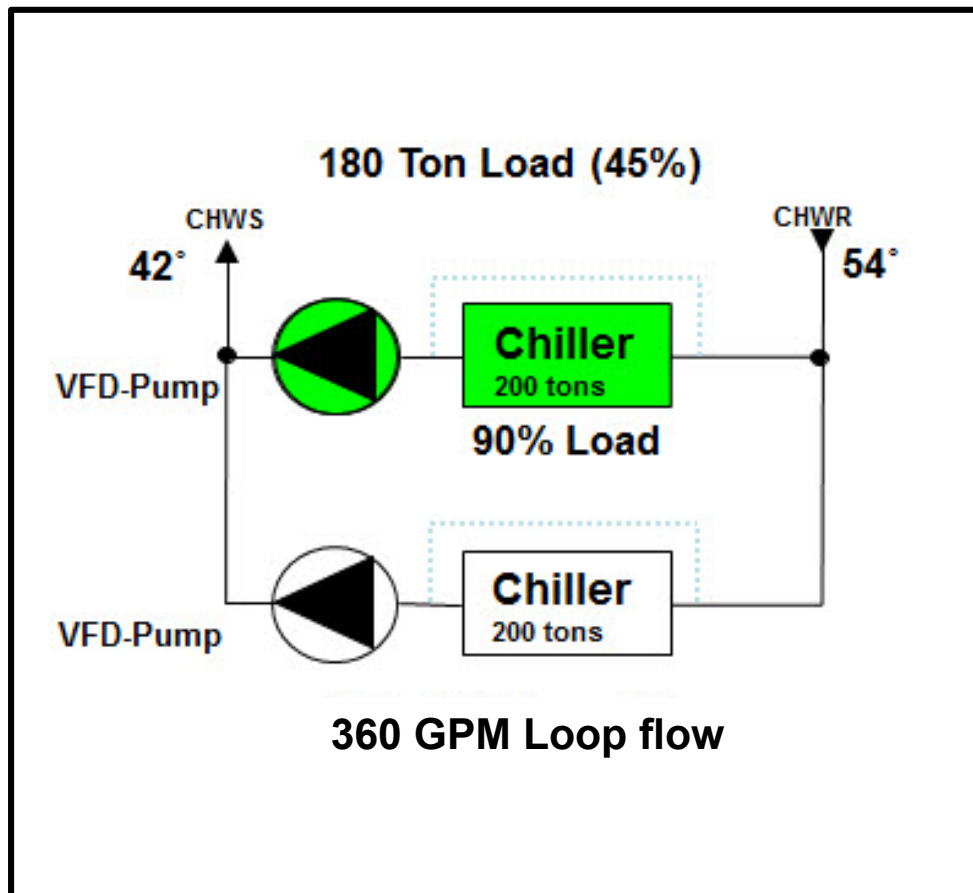 180 Ton Load (45%)
CHWS
CHWR
42°
54°
Chiller
200 tons
VFD-Pump
90% Load
Chiller
200 tons
VFD-Pump
360 GPM Loop flow